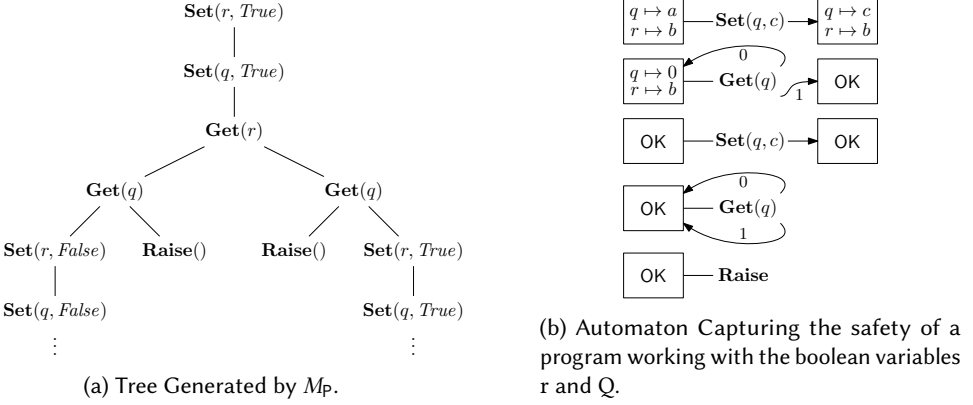 Set(r, True)
Set(q, True)
Get(r)
Get(q) Get(q)
Set(r, False) Raise() Raise() Set(r, True)
Set(q, False) Set(q, True)
⋮ ⋮
(a) Tree Generated by M_P.
q ↦ a Set(q, c) q ↦ c
r ↦ b r ↦ b
0
q ↦ 0 Get(q) OK
r ↦ b 1
OK Set(q, c) OK
0
OK Get(q)
1
OK Raise
(b) Automaton Capturing the safety of a
program working with the boolean variables
r and Q.